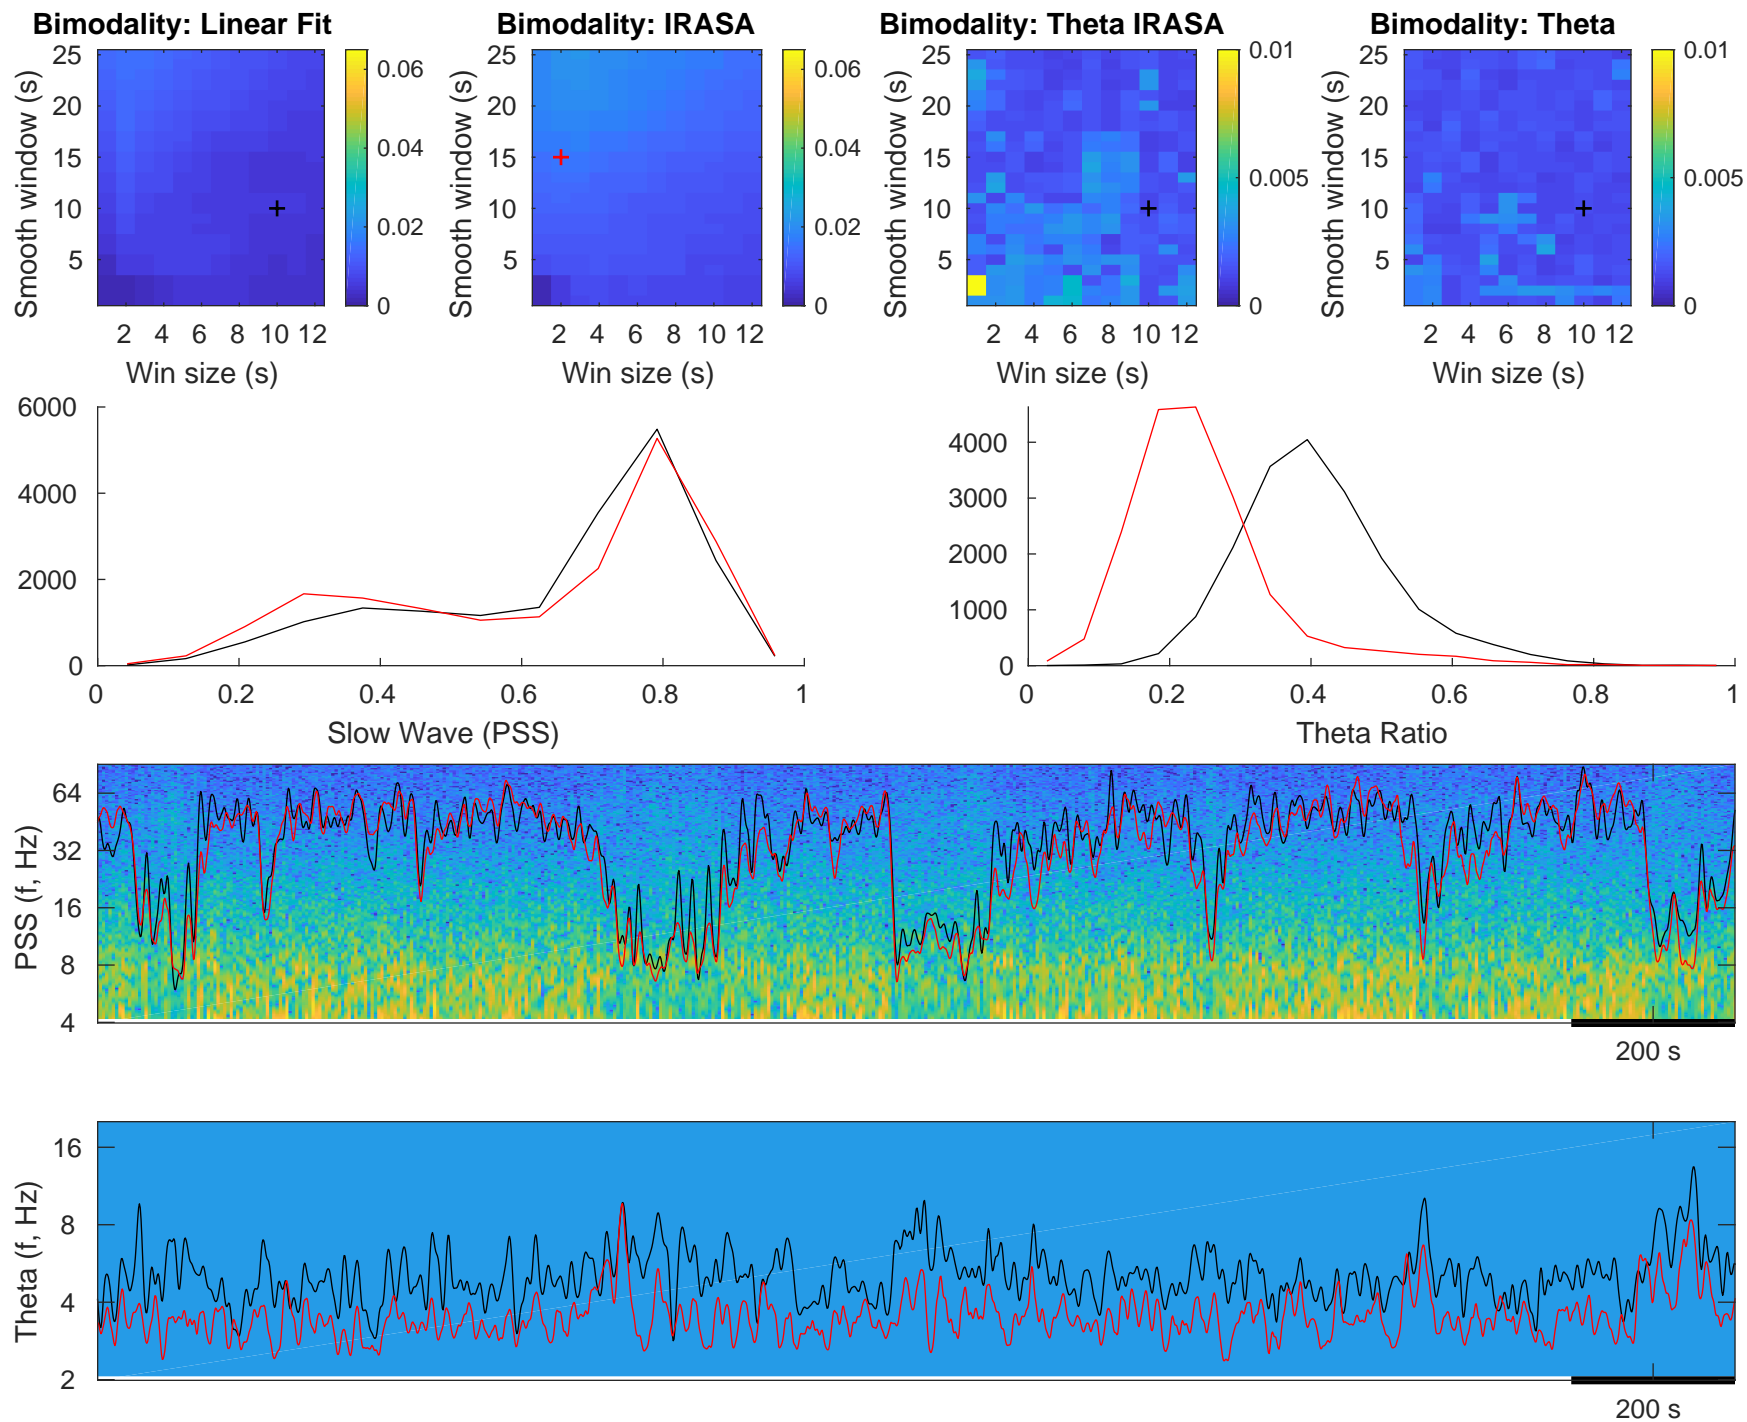 Bimodality: Linear Fit
Bimodality: IRASA
Bimodality: Theta IRASA
Bimodality: Theta
Smooth window (s)
25
20
15
10
5
2 4 6 8 10 12
Win size (s)
0.06
0.04
0.02
0
Smooth window (s)
25
20
15
10
5
2 4 6 8 10 12
Win size (s)
0.06
0.04
0.02
0
Smooth window (s)
25
20
15
10
5
2 4 6 8 10 12
Win size (s)
0.01
0.005
0
Smooth window (s)
25
20
15
10
5
2 4 6 8 10 12
Win size (s)
0.01
0.005
0
6000
4000
2000
0
0 0.2 0.4 0.6 0.8 1
Slow Wave (PSS)
4000
3000
2000
1000
0
0 0.2 0.4 0.6 0.8 1
Theta Ratio
PSS (f, Hz)
64
32
16
8
4
200 s
Theta (f, Hz)
16
8
4
2
200 s